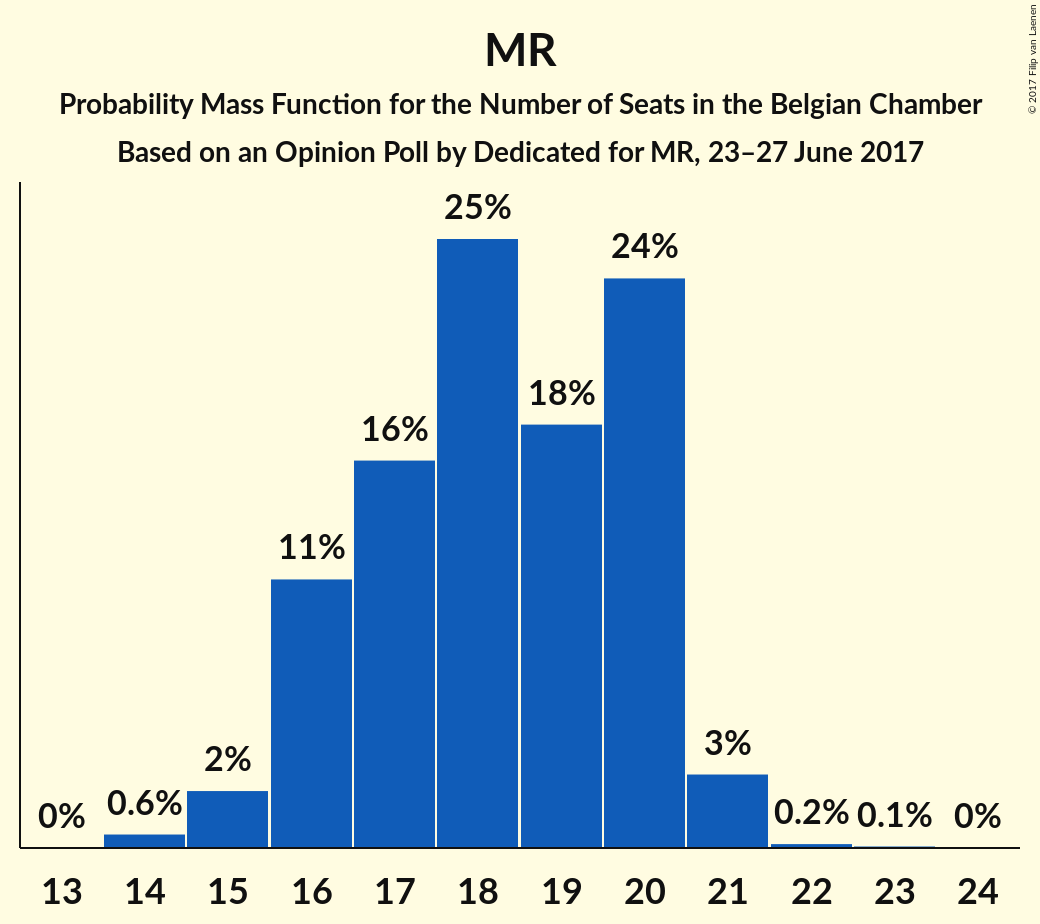 MR
Probability Mass Function for the Number of Seats in the Belgian Chamber
Based on an Opinion Poll by Dedicated for MR, 23–27 June 2017
© 2017 Filip van Laenen
0% 0.6% 2% 11% 16% 25% 18% 24% 3% 0.2% 0.1% 0%
13 14 15 16 17 18 19 20 21 22 23 24